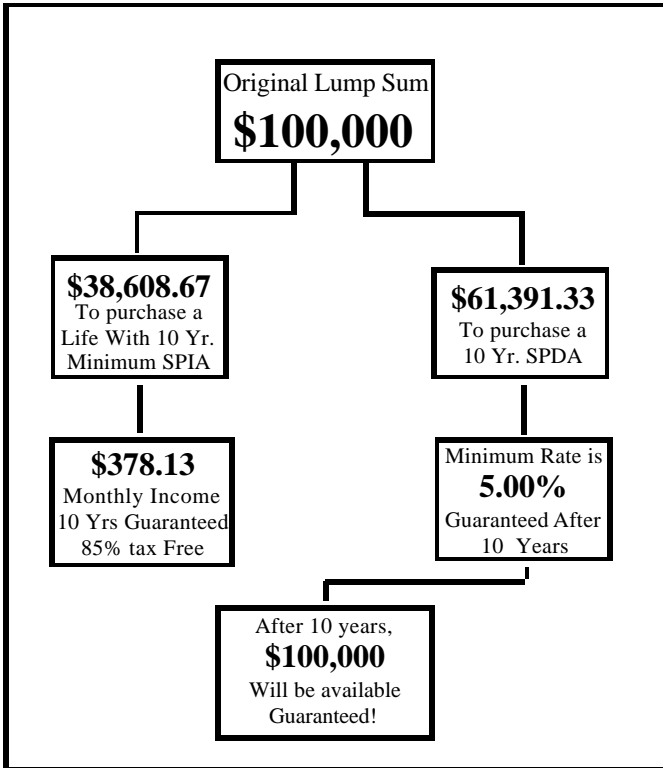 Original Lump Sum
$100,000
$38,608.67
To purchase a
Life With 10 Yr.
Minimum SPIA
$61,391.33
To purchase a
10 Yr. SPDA
$378.13
Monthly Income
10 Yrs Guaranteed
85% tax Free
Minimum Rate is
5.00%
Guaranteed After
10 Years
After 10 years,
$100,000
Will be available
Guaranteed!